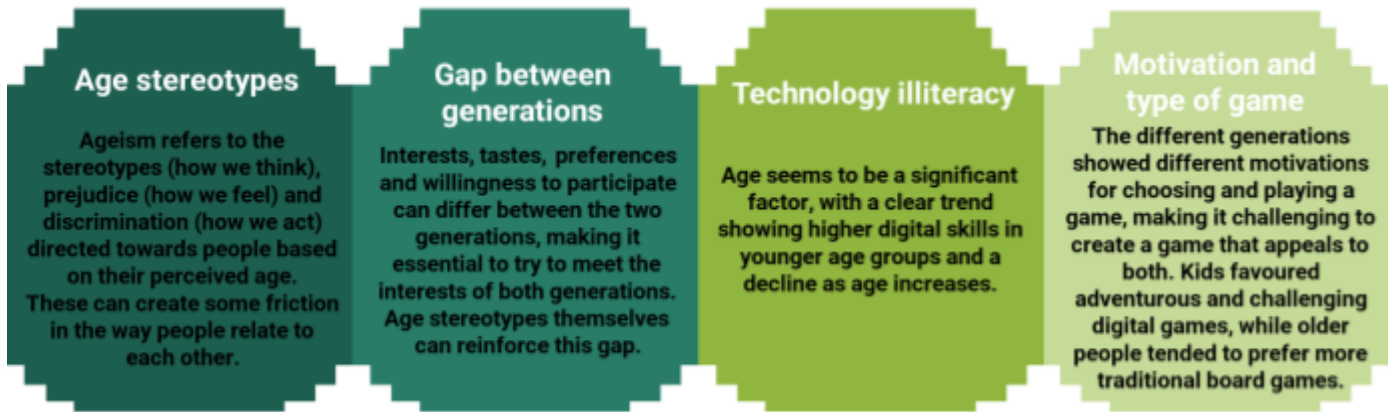 Age stereotypes
Ageism refers to the
stereotypes (how we think),
prejudice (how we feel) and
discrimination (how we act)
directed towards people based
on their perceived age.
These can create some friction
in the way people relate to
each other.
Gap between
generations
Interests, tastes, preferences
and willingness to participate
can differ between the two
generations, making it
essential to try to meet the
interests of both generations.
Age stereotypes themselves
can reinforce this gap.
Technology illiteracy
Age seems to be a significant
factor, with a clear trend
showing higher digital skills in
younger age groups and a
decline as age increases.
Motivation and
type of game
The different generations
showed different motivations
for choosing and playing a
game, making it challenging to
create a game that appeals to
both. Kids favoured
adventurous and challenging
digital games, while older
people tended to prefer more
traditional board games.